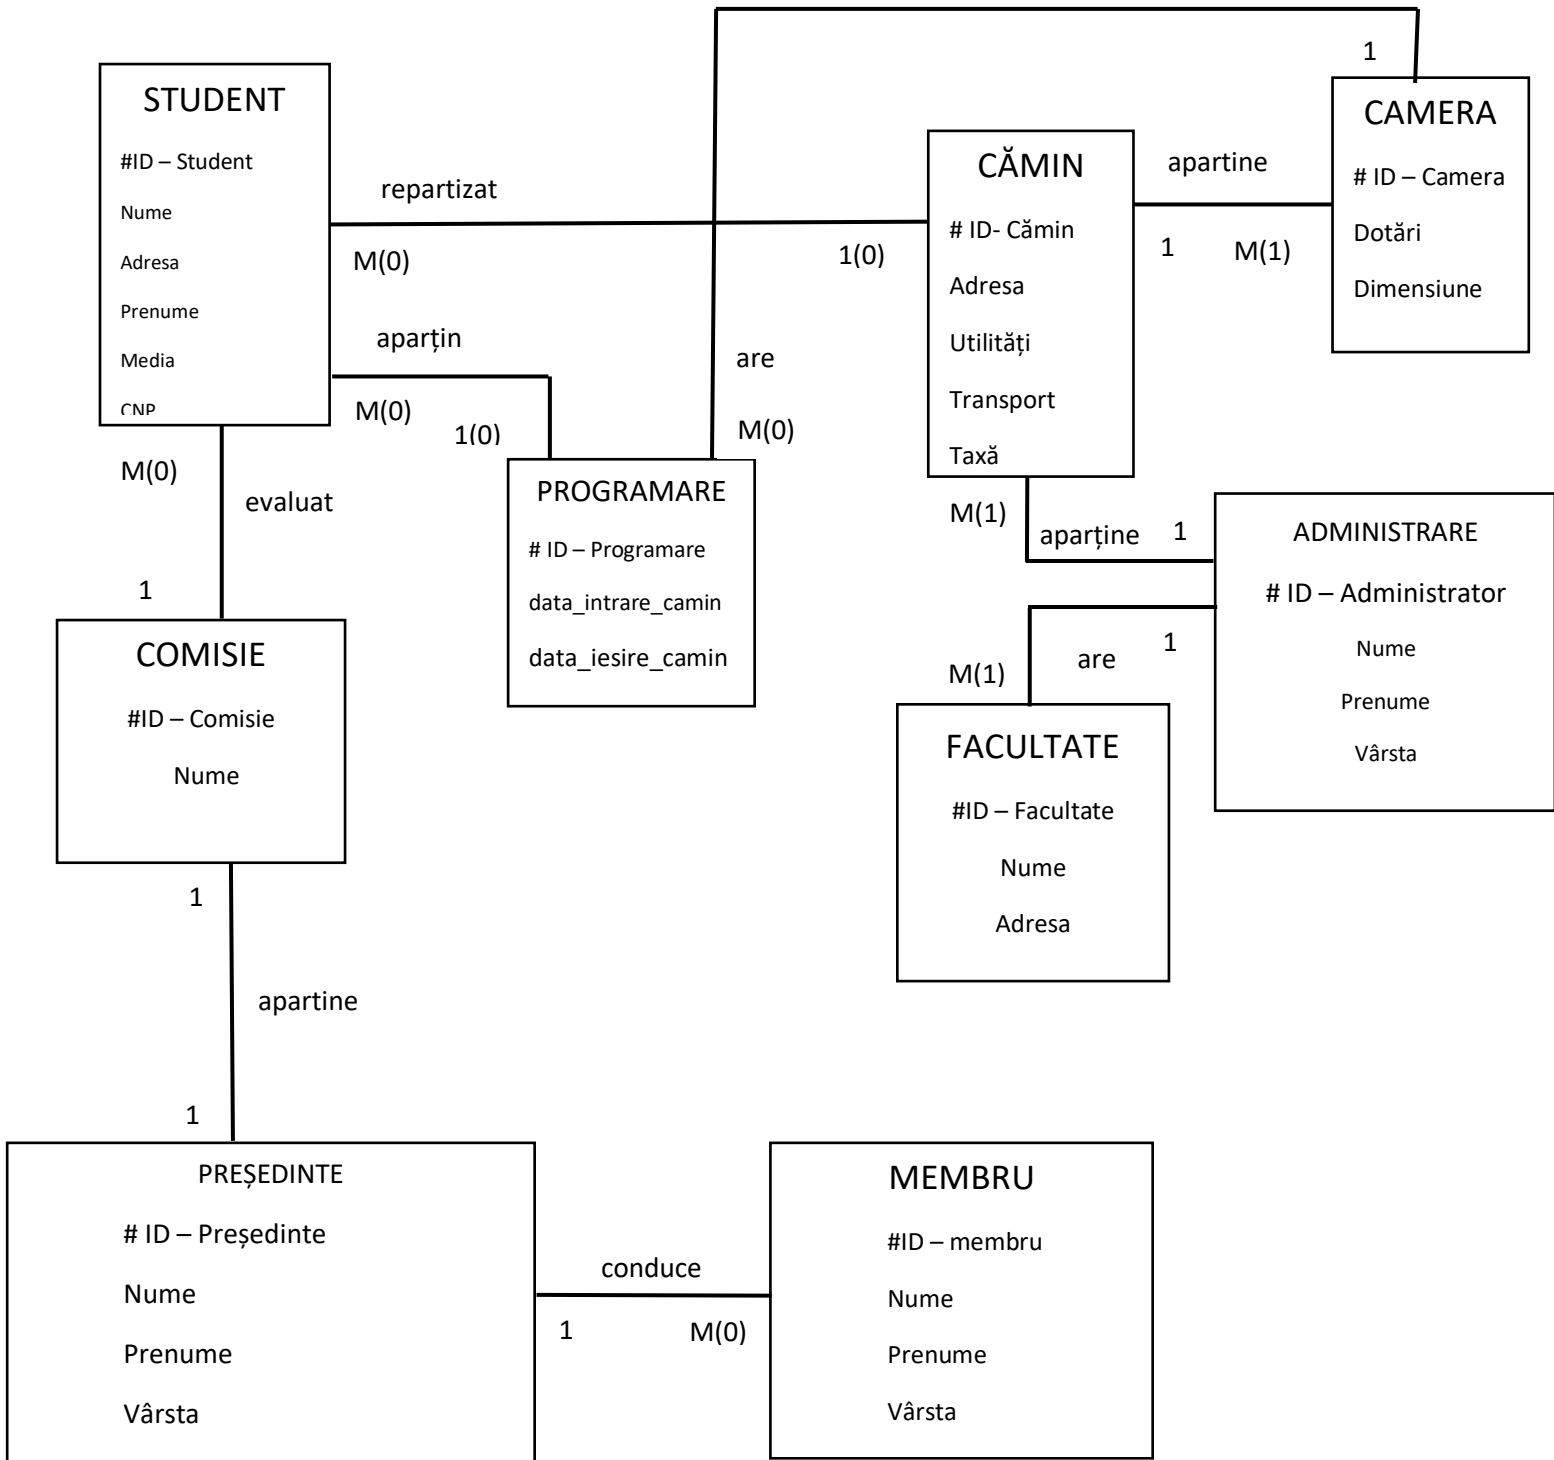 1
STUDENT
#ID – Student
Nume
Adresa
Prenume
Media
CNP
repartizat
M(0)
1(0)
CĂMIN
# ID- Cămin
Adresa
Utilități
Transport
Taxă
apartine
1
M(1)
CAMERA
# ID – Camera
Dotări
Dimensiune
aparțin
M(0)
1(0)
are
M(0)
PROGRAMARE
# ID – Programare
data_intrare_camin
data_iesire_camin
M(0)
evaluat
1
COMISIE
#ID – Comisie
Nume
M(1)
aparține
1
ADMINISTRARE
# ID – Administrator
Nume
Prenume
Vârsta
M(1)
are
1
FACULTATE
#ID – Facultate
Nume
Adresa
1
apartine
1
PREȘEDINTE
# ID – Președinte
Nume
Prenume
Vârsta
conduce
1
M(0)
MEMBRU
#ID – membru
Nume
Prenume
Vârsta